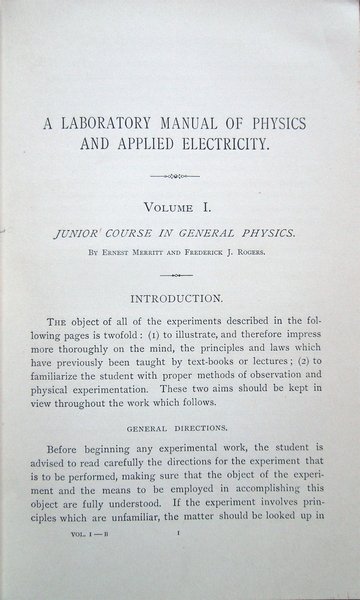 A LABORATORY MANUAL OF PHYSICS
AND APPLIED ELECTRICITY.
VOLUME I.
JUNIOR COURSE IN GENERAL PHYSICS.
BY ERNEST MERRITT AND FREDERICK J. ROGERS.
INTRODUCTION.
THE object of all of the experiments described in the fol-
lowing pages is twofold: (1) to illustrate, and therefore impress
more thoroughly on the mind, the principles and laws which
have previously been taught by text-books or lectures; (2) to
familiarize the student with proper methods of observation and
physical experimentation. These two aims should be kept in
view throughout the work which follows.
GENERAL DIRECTIONS.
Before beginning any experimental work, the student is
advised to read carefully the directions for the experiment that
is to be performed, making sure that the object of the experi-
ment and the means to be employed in accomplishing this
object are fully understood. If the experiment involves prin-
ciples which are unfamiliar, the matter should be looked up in
VOL. I — B 1